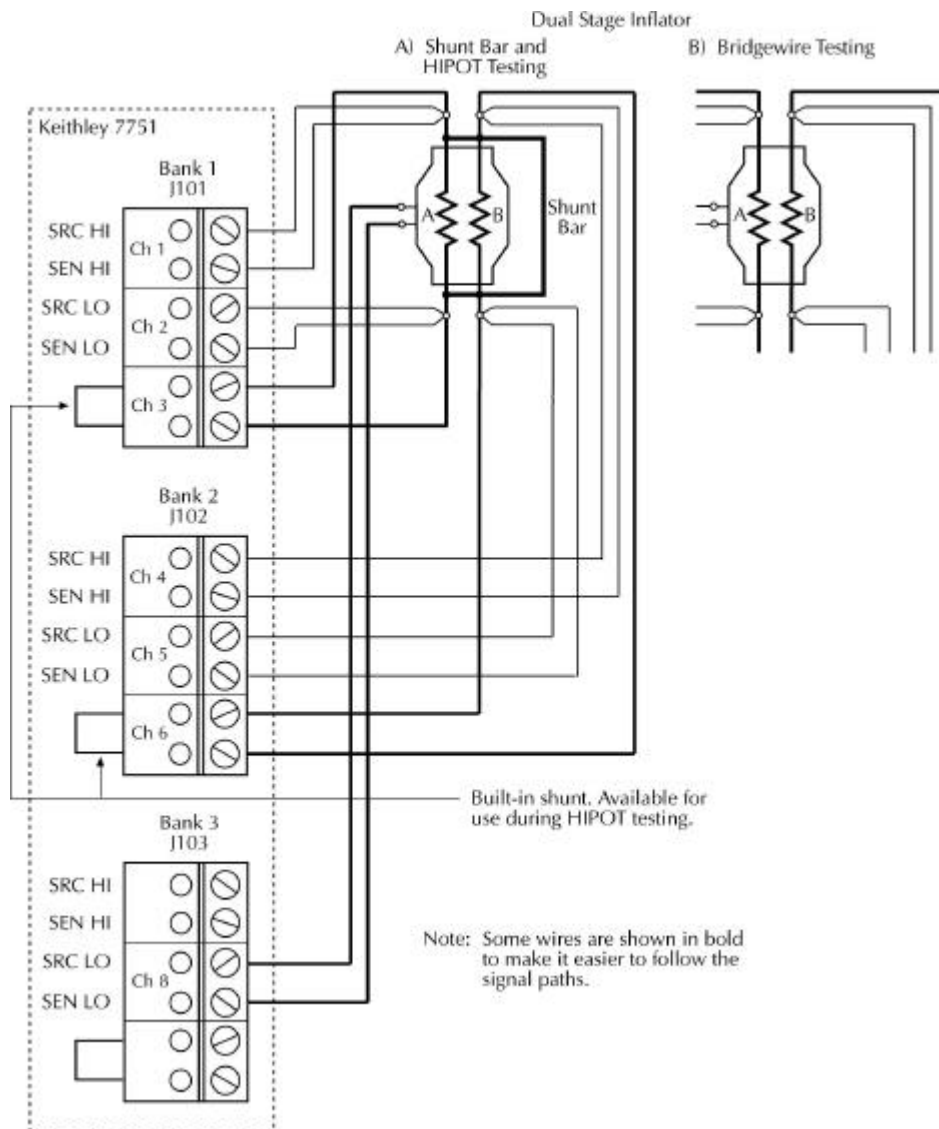 Dual Stage Inflator
A) Shunt Bar and
HIPOT Testing
B) Bridgewire Testing
Keithley 7751
Bank 1
J101
SRC HI
Ch 1
SEN HI
SRC LO
Ch 2
SEN LO
Ch 3
A
B
Shunt
Bar
A
B
Bank 2
J102
SRC HI
Ch 4
SEN HI
SRC LO
Ch 5
SEN LO
Ch 6
Built-in shunt. Available for
use during HIPOT testing.
Bank 3
J103
SRC HI
SEN HI
SRC LO
Ch 8
SEN LO
Note: Some wires are shown in bold
to make it easier to follow the
signal paths.